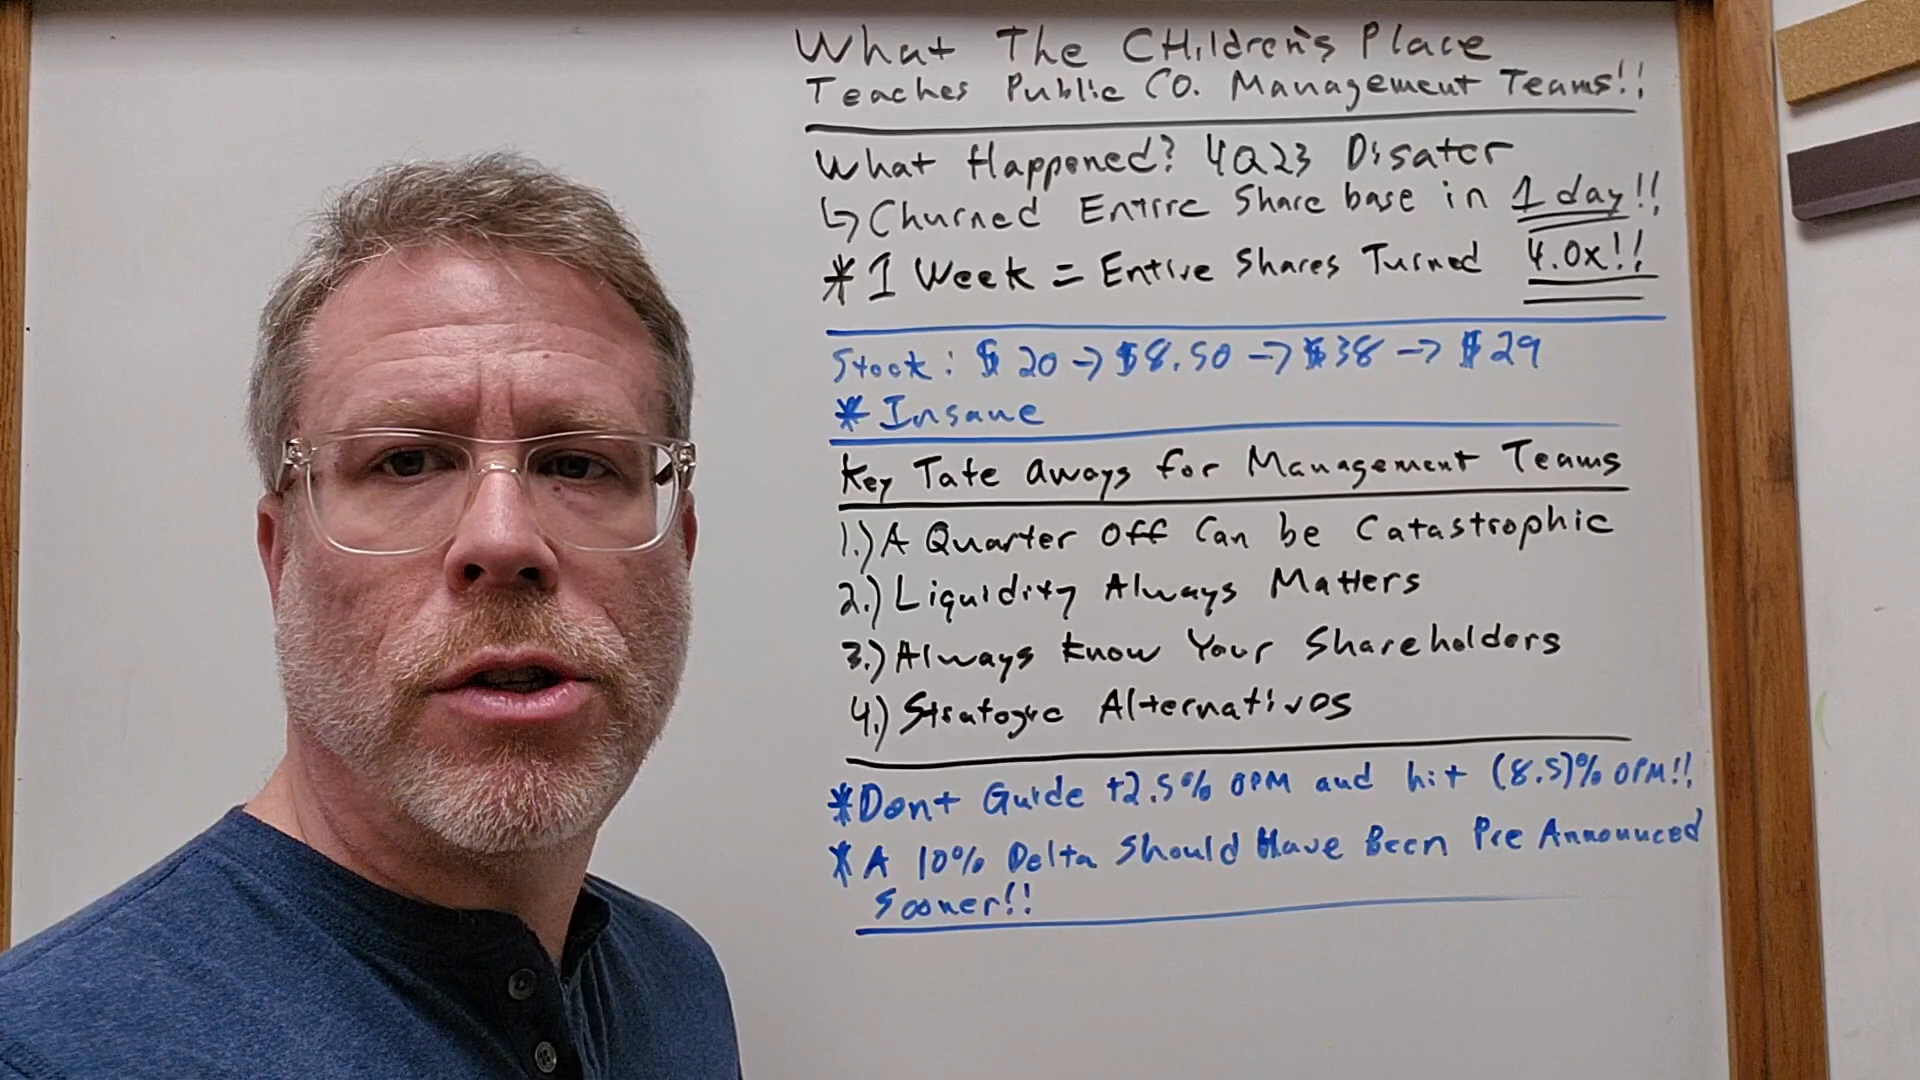 What The CHildren's Place
Teaches Public CO. Management Teams!!
What Happened? 4Q23 Disater
↳ Churned Entire Share base in 1 day!!
* 1 Week = Entire Shares Turned 4.0x!!
Stock: $20 → $8.50 → $38 → $29
* Insane
Key Take aways for Management Teams
1.) A Quarter Off Can be Catastrophic
2.) Liquidity Always Matters
3.) Always Know Your Shareholders
4.) Strategic Alternatives
* Dont Guide +2.5% OPM and hit (8.5)% OPM!!
* A 10% Delta Should Have Been Pre Announced
Sooner!!